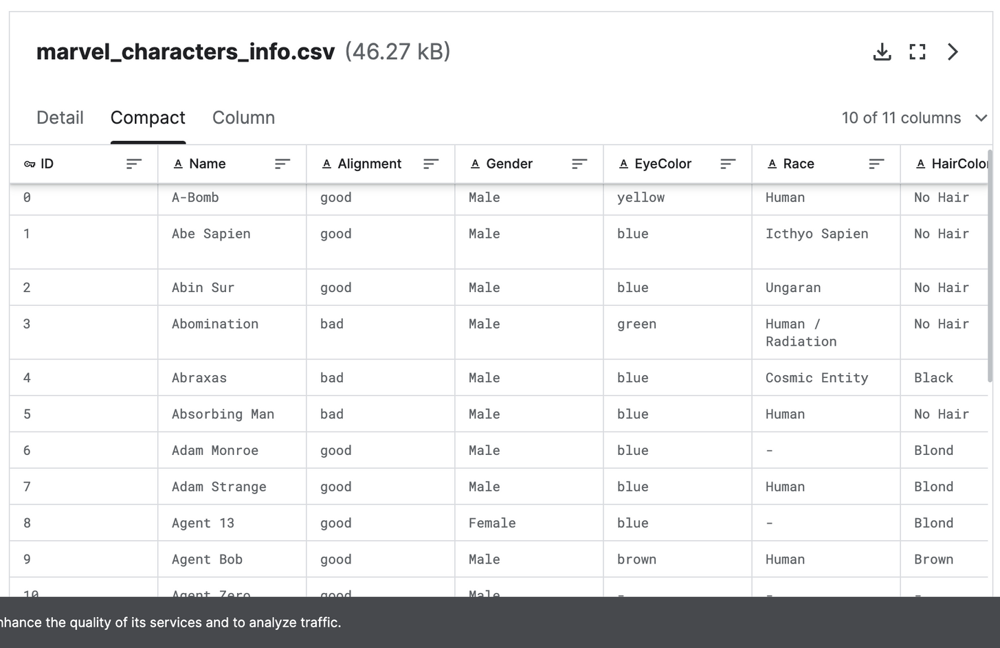 marvel_characters_info.csv (46.27 kB)
Detail Compact Column 10 of 11 columns
ID Name Alignment Gender EyeColor Race HairColor
0 A-Bomb good Male yellow Human No Hair
1 Abe Sapien good Male blue Icthyo Sapien No Hair
2 Abin Sur good Male blue Ungaran No Hair
3 Abomination bad Male green Human / No Hair
Radiation
4 Abraxas bad Male blue Cosmic Entity Black
5 Absorbing Man bad Male blue Human No Hair
6 Adam Monroe good Male blue - Blond
7 Adam Strange good Male blue Human Blond
8 Agent 13 good Female blue - Blond
9 Agent Bob good Male brown Human Brown
10 Agent Zero good Male - - -
nhance the quality of its services and to analyze traffic.